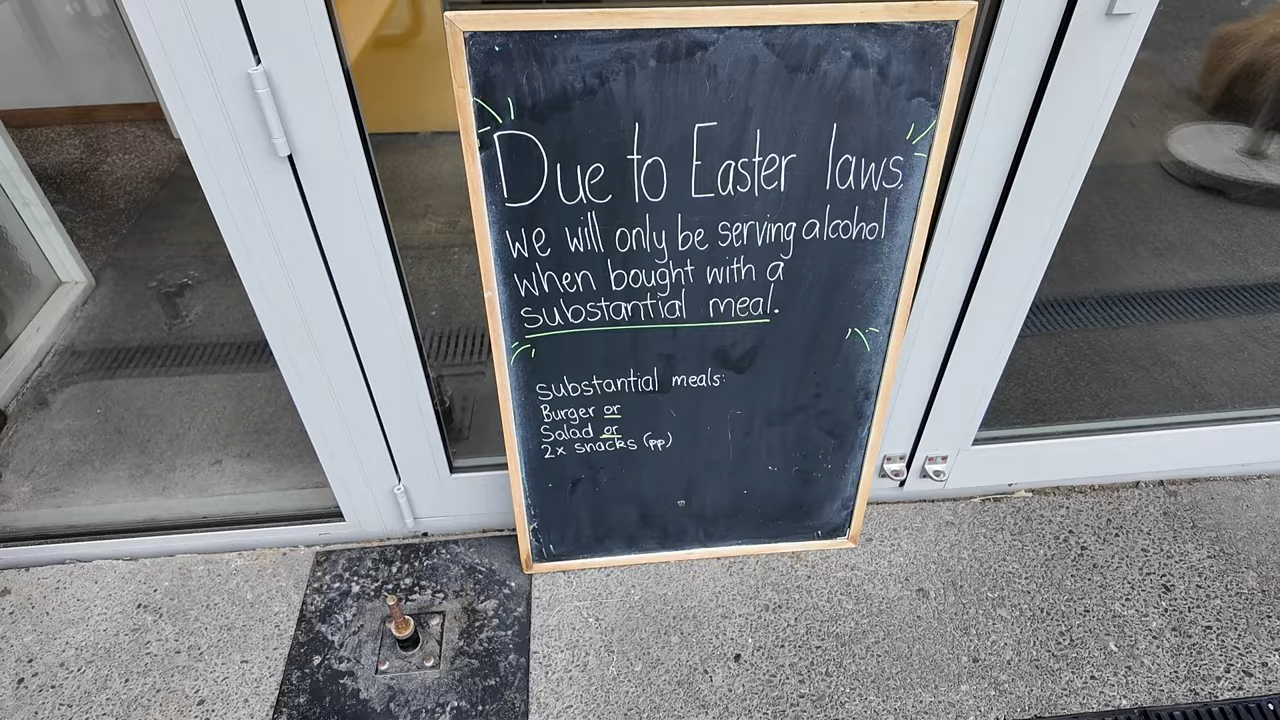 Due to Easter laws,
we will only be serving alcohol
when bought with a
substantial meal.
substantial meals:
Burger or
Salad or
2x snacks (pp)